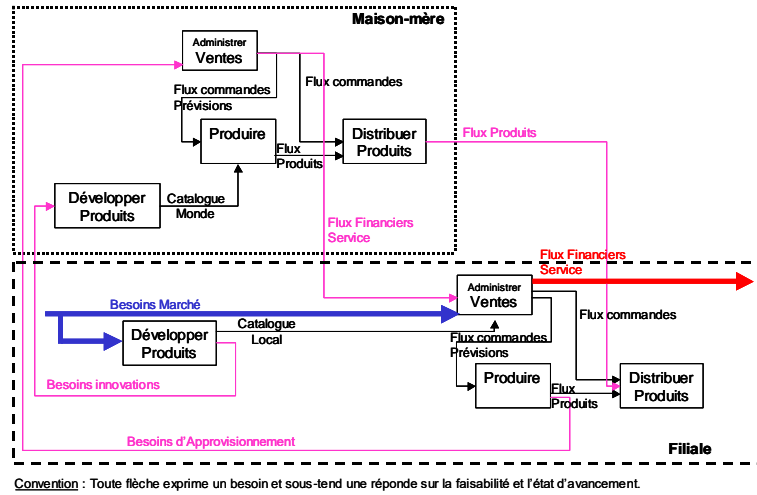 Maison-mère
Administrer
Ventes
Flux commandes
Flux commandes
Prévisions
Produire
Flux
Produits
Distribuer
Produits
Flux Produits
Développer
Produits
Catalogue
Monde
Flux Financiers
Service
Flux Financiers
Service
Besoins Marché
Administrer
Ventes
Développer
Produits
Catalogue
Local
Flux commandes
Flux commandes
Prévisions
Besoins innovations
Produire
Flux
Produits
Distribuer
Produits
Besoins d'Approvisionnement
Filiale
Convention : Toute flèche exprime un besoin et sous-tend une réponde sur la faisabilité et l'état d'avancement.